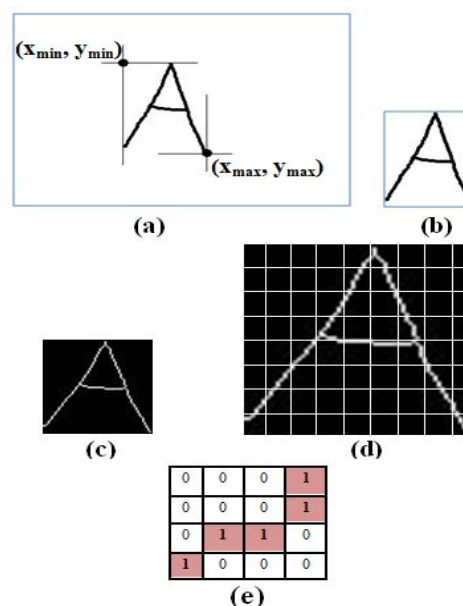 (xmin, ymin)
A
(xmax, ymax)
(a)
A
(b)
A
(c)
A
(d)
0 0 0 1
0 0 0 1
0 1 1 0
1 0 0 0
(e)